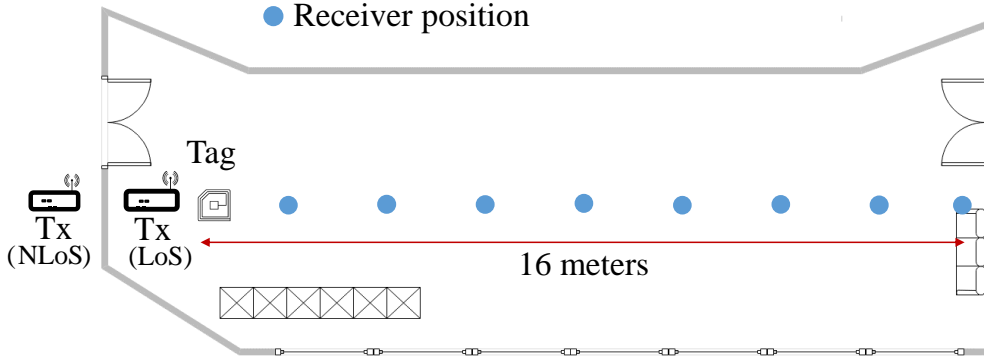 Receiver position
Tag
Tx
(NLoS)
Tx
(LoS)
16 meters